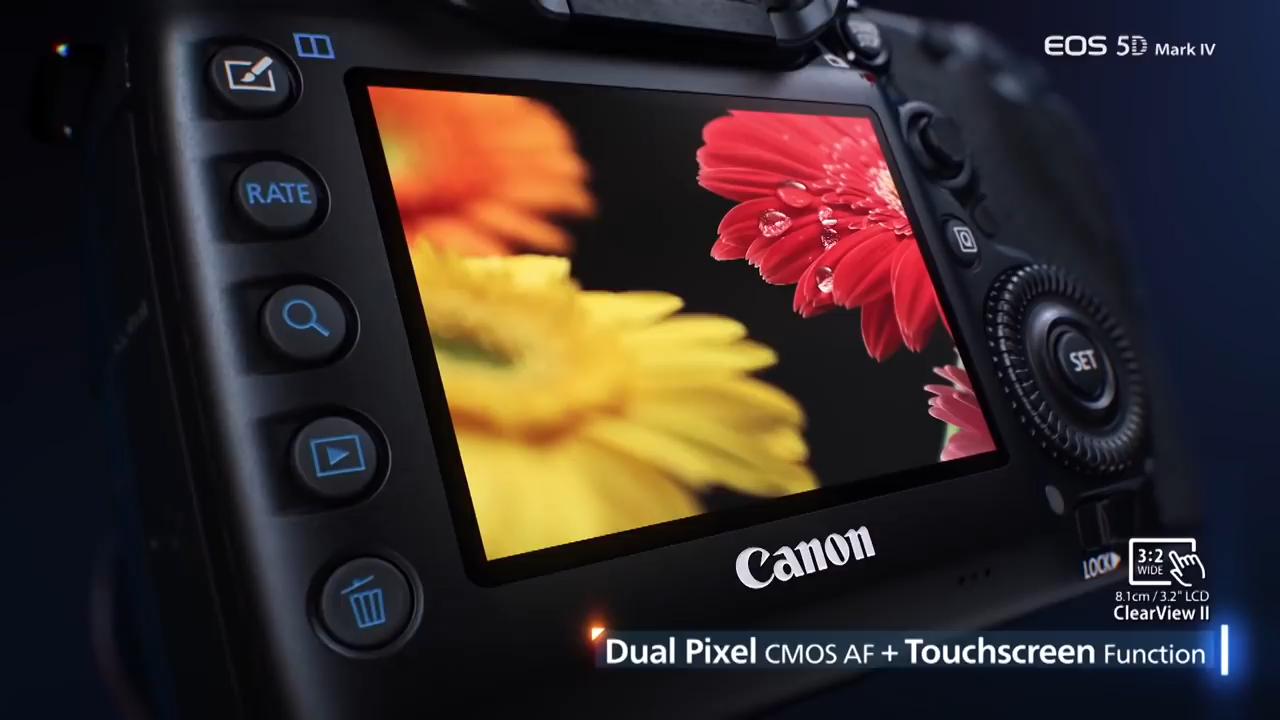 EOS 5D Mark IV
RATE
Q
SET
Canon
LOCK
3:2
WIDE
8.1cm / 3.2" LCD
ClearView II
Dual Pixel CMOS AF + Touchscreen Function